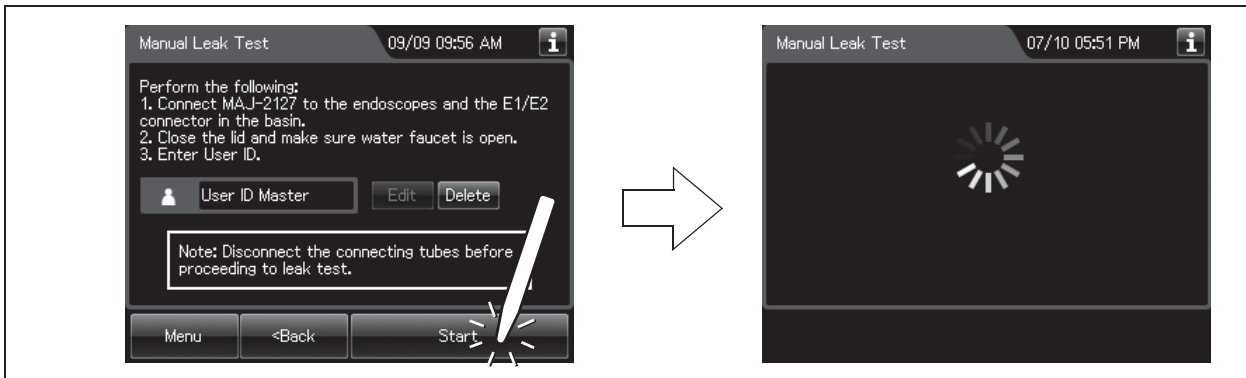 Manual Leak Test 09/09 09:56 AM i
Perform the following:
1. Connect MAJ-2127 to the endoscopes and the E1/E2
connector in the basin.
2. Close the lid and make sure water faucet is open.
3. Enter User ID.
User ID Master Edit Delete
Note: Disconnect the connecting tubes before
proceeding to leak test.
Menu <Back Start
Manual Leak Test 07/10 05:51 PM i